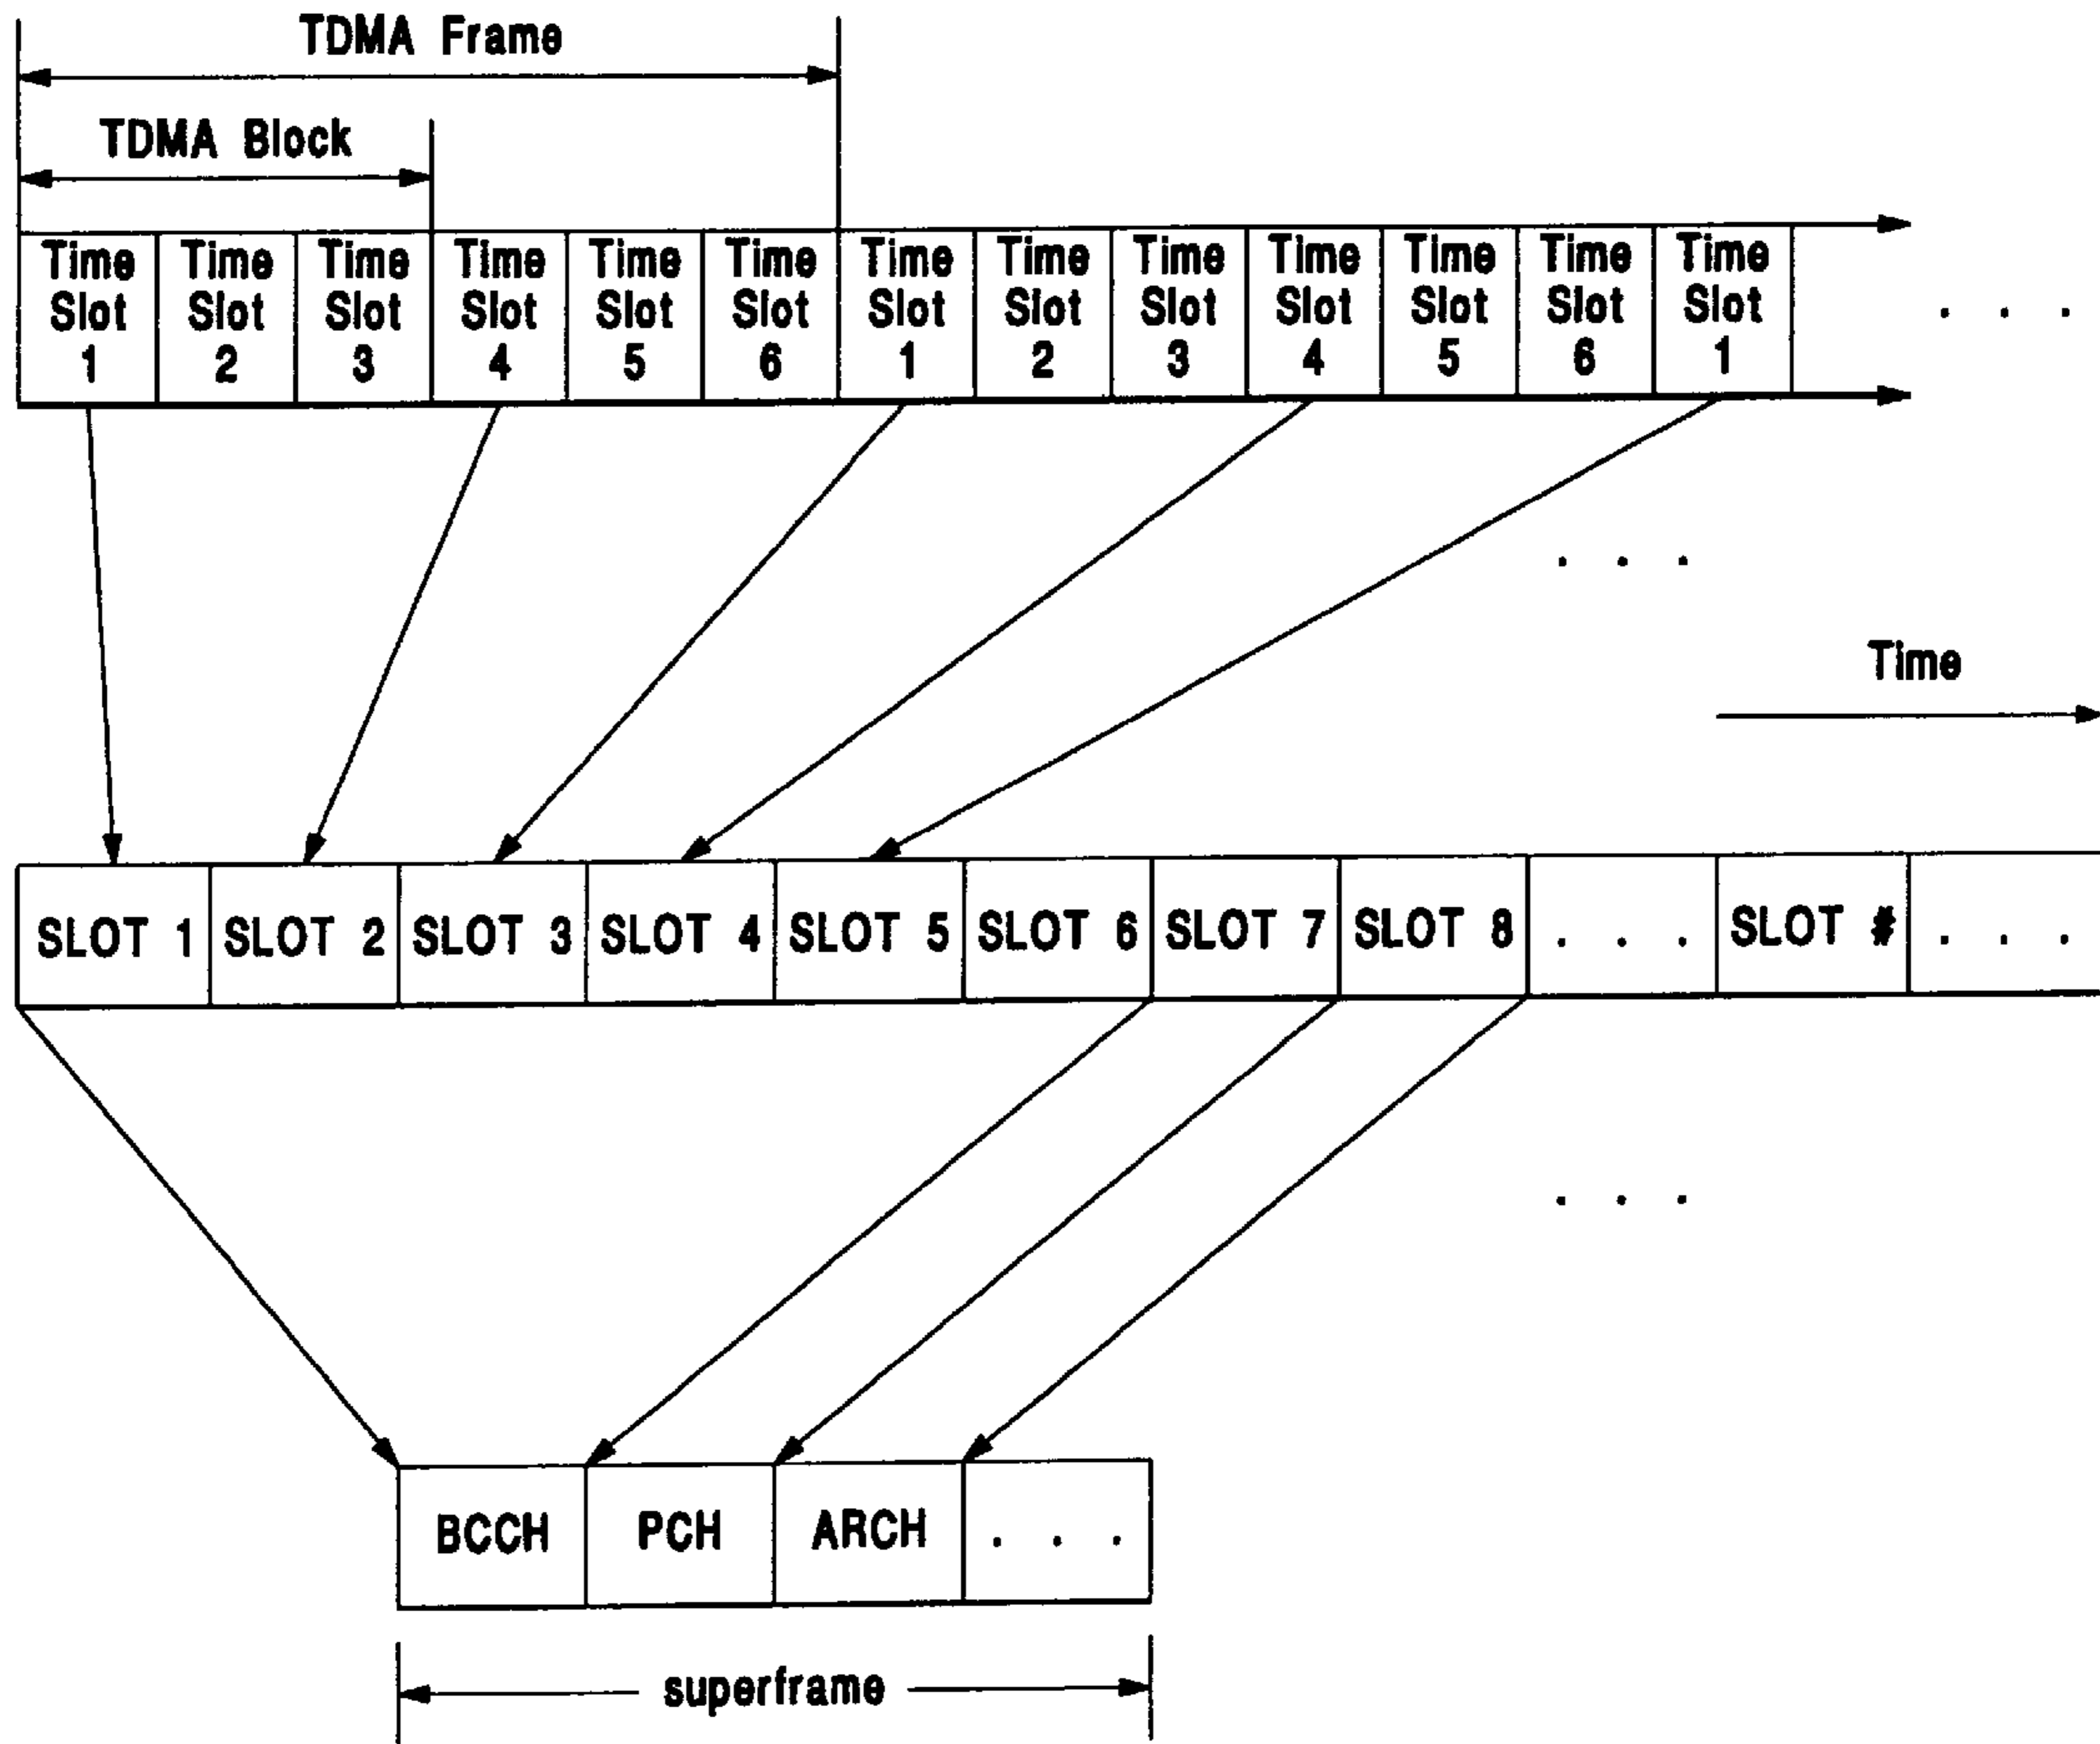 TDMA Frame
TDMA Block
Time Slot 1
Time Slot 2
Time Slot 3
Time Slot 4
Time Slot 5
Time Slot 6
Time Slot 1
Time Slot 2
Time Slot 3
Time Slot 4
Time Slot 5
Time Slot 6
Time Slot 1
. . .
. . .
Time
SLOT 1
SLOT 2
SLOT 3
SLOT 4
SLOT 5
SLOT 6
SLOT 7
SLOT 8
. . .
SLOT #
. . .
. . .
BCCH
PCH
ARCH
. . .
superframe